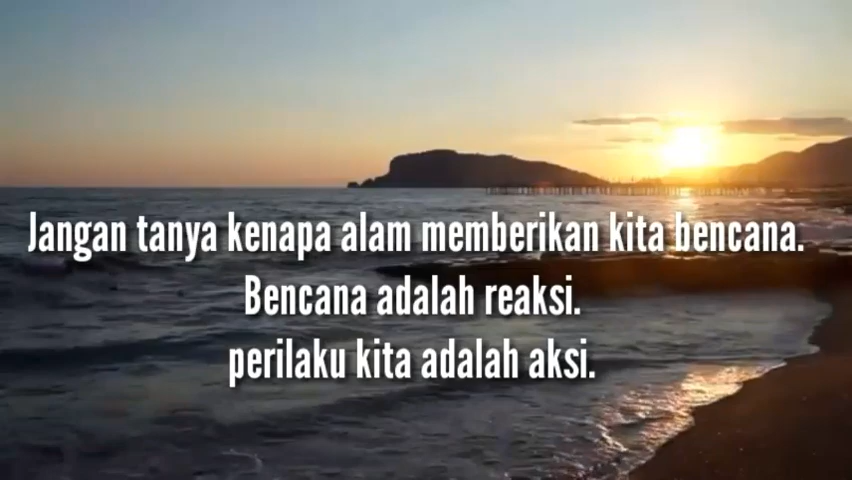 Jangan tanya kenapa alam memberikan kita bencana.
Bencana adalah reaksi.
perilaku kita adalah aksi.